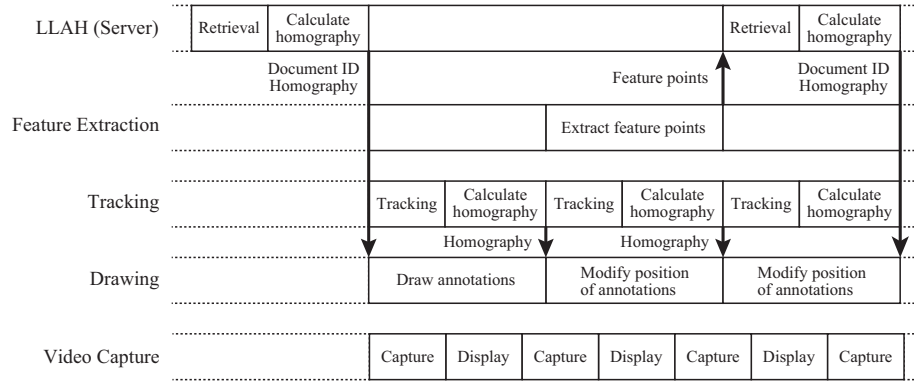 LLAH (Server)
Retrieval
Calculate
homography
Retrieval
Calculate
homography
Document ID
Homography
Feature points
Document ID
Homography
Feature Extraction
Extract feature points
Tracking
Tracking
Calculate
homography
Tracking
Calculate
homography
Tracking
Calculate
homography
Homography
Homography
Drawing
Draw annotations
Modify position
of annotations
Modify position
of annotations
Video Capture
Capture
Display
Capture
Display
Capture
Display
Capture